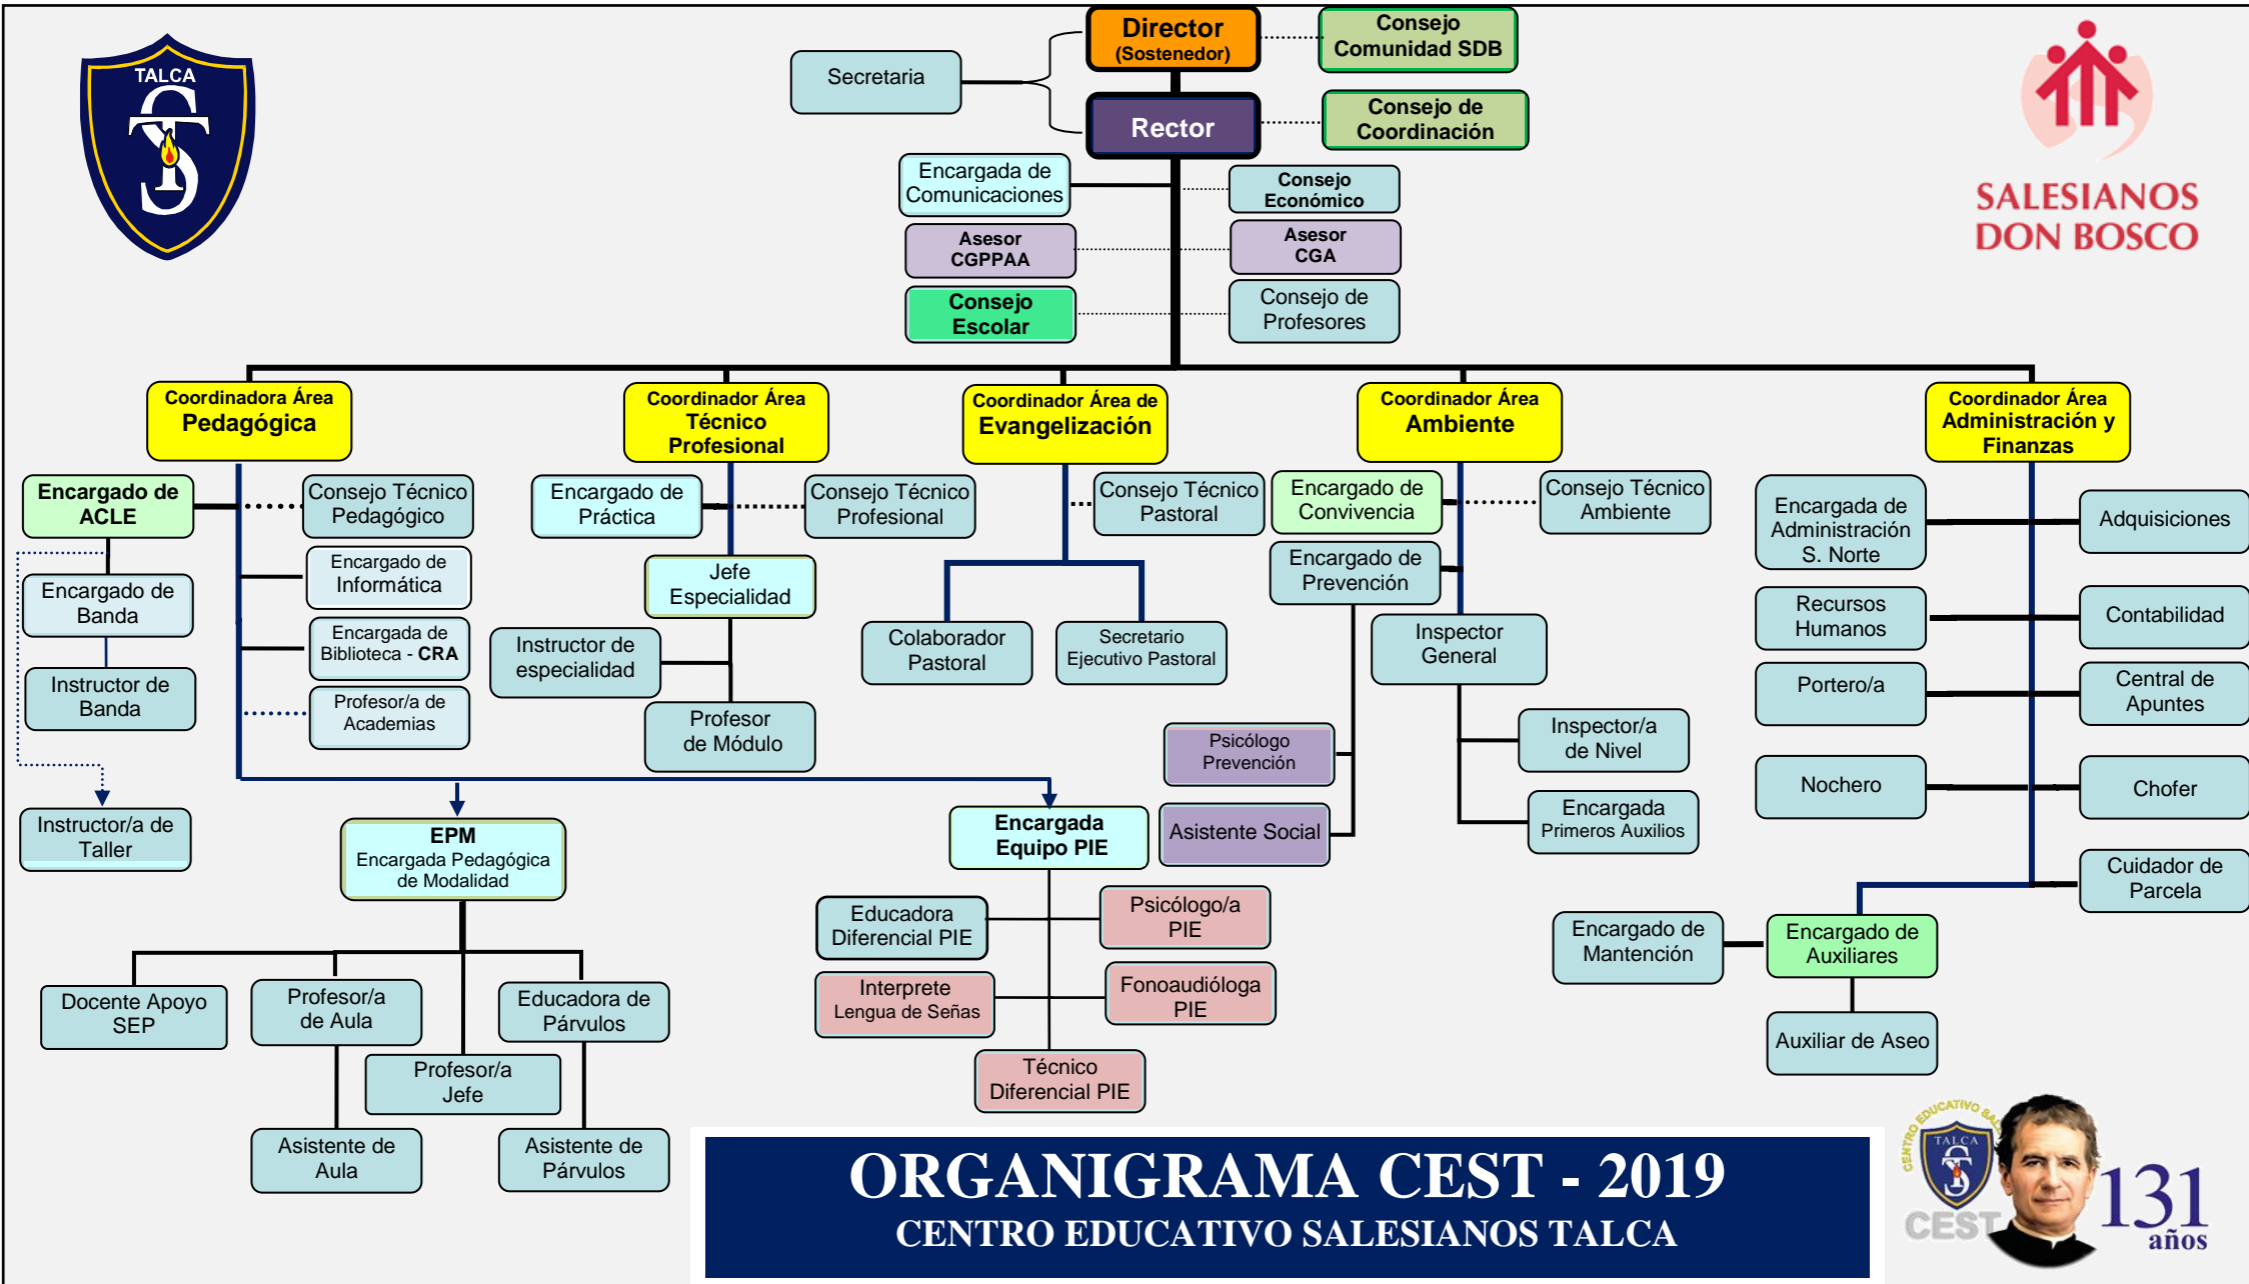 TALCA
S
Director
(Sostenedor)
Consejo
Comunidad SDB
Secretaria
Rector
Consejo de
Coordinación
SALESIANOS
DON BOSCO
Encargada de
Comunicaciones
Consejo
Económico
Asesor
CGPPAA
Asesor
CGA
Consejo
Escolar
Consejo de
Profesores
Coordinadora Área
Pedagógica
Coordinador Área
Técnico
Profesional
Coordinador Área de
Evangelización
Coordinador Área
Ambiente
Coordinador Área
Administración y
Finanzas
Encargado de
ACLE
Consejo Técnico
Pedagógico
Encargado de
Práctica
Consejo Técnico
Profesional
Consejo Técnico
Pastoral
Encargado de
Convivencia
Consejo Técnico
Ambiente
Encargada de
Administración
S. Norte
Adquisiciones
Encargado de
Banda
Encargado de
Informática
Jefe
Especialidad
Encargado de
Prevención
Recursos
Humanos
Contabilidad
Encargada de
Biblioteca - CRA
Instructor de
especialidad
Colaborador
Pastoral
Secretario
Ejecutivo Pastoral
Inspector
General
Instructor de
Banda
Profesor/a de
Academias
Profesor
de Módulo
Portero/a
Central de
Apuntes
Psicólogo
Prevención
Inspector/a
de Nivel
Nochero
Chofer
Instructor/a de
Taller
EPM
Encargada Pedagógica
de Modalidad
Encargada
Equipo PIE
Asistente Social
Encargada
Primeros Auxilios
Cuidador de
Parcela
Educadora
Diferencial PIE
Psicólogo/a
PIE
Encargado de
Mantención
Encargado de
Auxiliares
Docente Apoyo
SEP
Profesor/a
de Aula
Educadora de
Párvulos
Interprete
Lengua de Señas
Fonoaudióloga
PIE
Auxiliar de Aseo
Profesor/a
Jefe
Técnico
Diferencial PIE
Asistente de
Aula
Asistente de
Párvulos
ORGANIGRAMA CEST - 2019
CENTRO EDUCATIVO SALESIANOS TALCA
CENTRO EDUCATIVO
TALCA
CEST
131
años